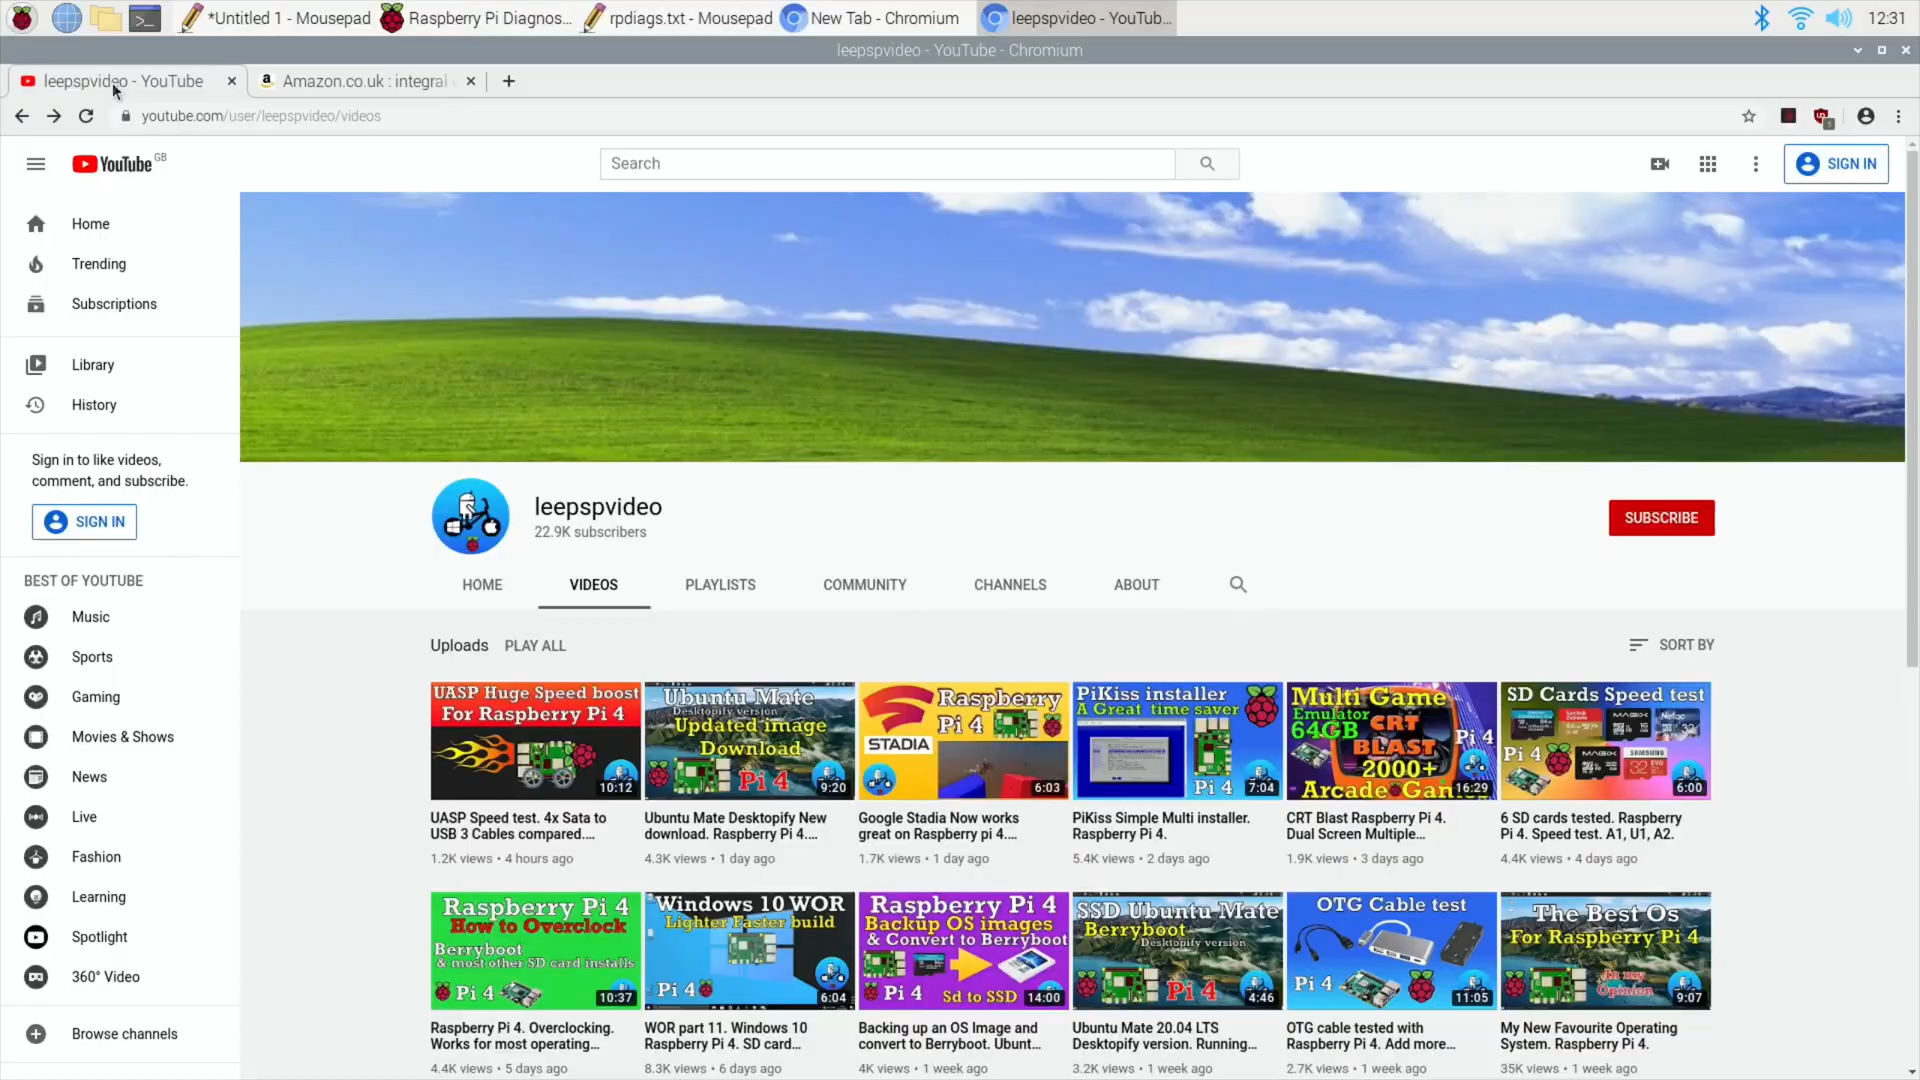 *Untitled 1 - Mousepad
Raspberry Pi Diagnos...
rpdiags.txt - Mousepad
New Tab - Chromium
leepspvideo - YouTub...
12:31
leepspvideo - YouTube - Chromium
leepspvideo - YouTube
Amazon.co.uk : integral
youtube.com/user/leepspvideo/videos
YouTube GB
Search
SIGN IN
Home
Trending
Subscriptions
Library
History
Sign in to like videos,
comment, and subscribe.
SIGN IN
BEST OF YOUTUBE
Music
Sports
Gaming
Movies & Shows
News
Live
Fashion
Learning
Spotlight
360° Video
Browse channels
leepspvideo
22.9K subscribers
SUBSCRIBE
HOME
VIDEOS
PLAYLISTS
COMMUNITY
CHANNELS
ABOUT
Uploads
PLAY ALL
SORT BY
UASP Huge Speed boost
For Raspberry Pi 4
10:12
UASP Speed test. 4x Sata to
USB 3 Cables compared....
1.2K views • 4 hours ago
Ubuntu Mate
Desktopify version
Updated image
Download
Pi 4
9:20
Ubuntu Mate Desktopify New
download. Raspberry Pi 4....
4.3K views • 1 day ago
Raspberry
Pi 4
STADIA
6:03
Google Stadia Now works
great on Raspberry pi 4....
1.7K views • 1 day ago
PiKiss installer
A Great time saver
Pi 4
7:04
PiKiss Simple Multi installer.
Raspberry Pi 4.
5.4K views • 2 days ago
Multi Game
Emulator
64GB
CRT
BLAST
Pi 4
2000+
Arcade Gam
16:29
CRT Blast Raspberry Pi 4.
Dual Screen Multiple...
1.9K views • 3 days ago
SD Cards Speed test
Pi 4
MAGIX
SAMSUNG
32 EVO
6:00
6 SD cards tested. Raspberry
Pi 4. Speed test. A1, U1, A2.
4.4K views • 4 days ago
Raspberry Pi 4
How to Overclock
Berryboot
& most other SD card installs
Pi 4
10:37
Raspberry Pi 4. Overclocking.
Works for most operating...
4.4K views • 5 days ago
Windows 10 WOR
Lighter Faster build
Pi 4
6:04
WOR part 11. Windows 10
Raspberry Pi 4. SD card...
8.3K views • 6 days ago
Raspberry Pi 4
Backup OS images
& Convert to Berryboot
Pi 4
Sd to SSD
14:00
Backing up an OS Image and
convert to Berryboot. Ubunt...
4K views • 1 week ago
SSD Ubuntu Mate
Berryboot
Desktopify version
Pi 4
4:46
Ubuntu Mate 20.04 LTS
Desktopify version. Running...
3.2K views • 1 week ago
OTG Cable test
Pi 4
11:05
OTG cable tested with
Raspberry Pi 4. Add more...
2.7K views • 1 week ago
The Best Os
For Raspberry Pi 4
In my
Opinion
9:07
My New Favourite Operating
System. Raspberry Pi 4.
35K views • 1 week ago